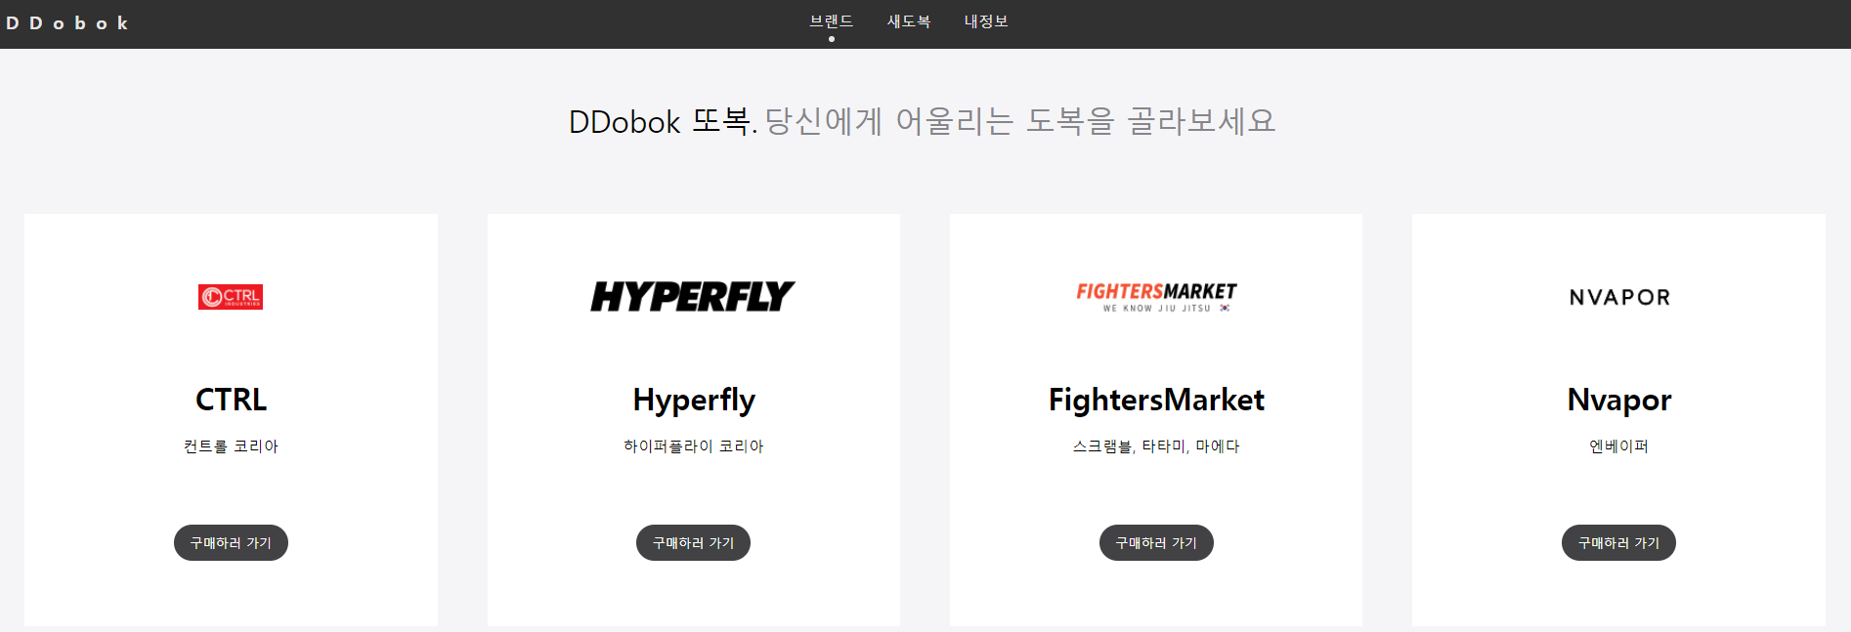 DDobok 브랜드 새도복 내정보
DDobok 또복. 당신에게 어울리는 도복을 골라보세요
CTRL
INDUSTRIES
HYPERFLY
FIGHTERSMARKET
WE KNOW JIU JITSU
NVAPOR
CTRL
컨트롤 코리아
구매하러 가기
Hyperfly
하이퍼플라이 코리아
구매하러 가기
FightersMarket
스크램블, 타타미, 마에다
구매하러 가기
Nvapor
엔베이퍼
구매하러 가기